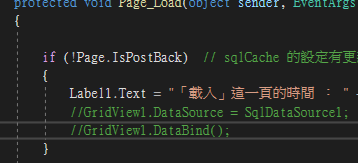 protected void Page_Load(object sender, EventArgs
{
if (!Page.IsPostBack) // sqlCache 的設定有更
{
Label1.Text = "「載入」這一頁的時間 : "
//GridView1.DataSource = SqlDataSource1;
//GridView1.DataBind();
}